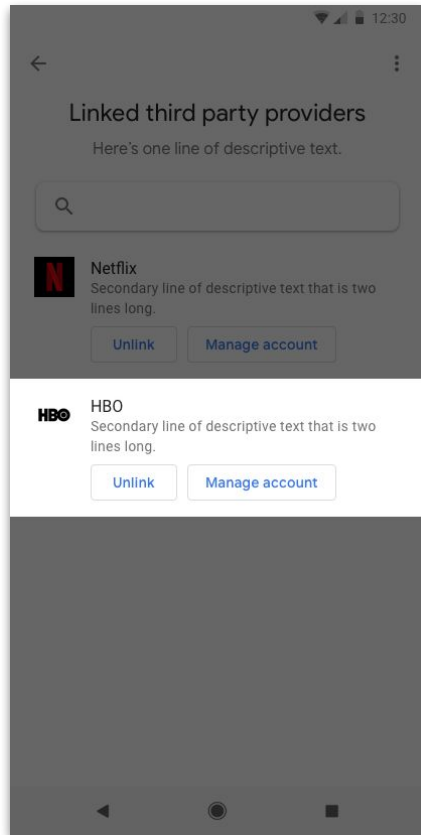 12:30
Linked third party providers
Here's one line of descriptive text.
N
Netflix
Secondary line of descriptive text that is two
lines long.
Unlink Manage account
HBO
HBO
Secondary line of descriptive text that is two
lines long.
Unlink Manage account